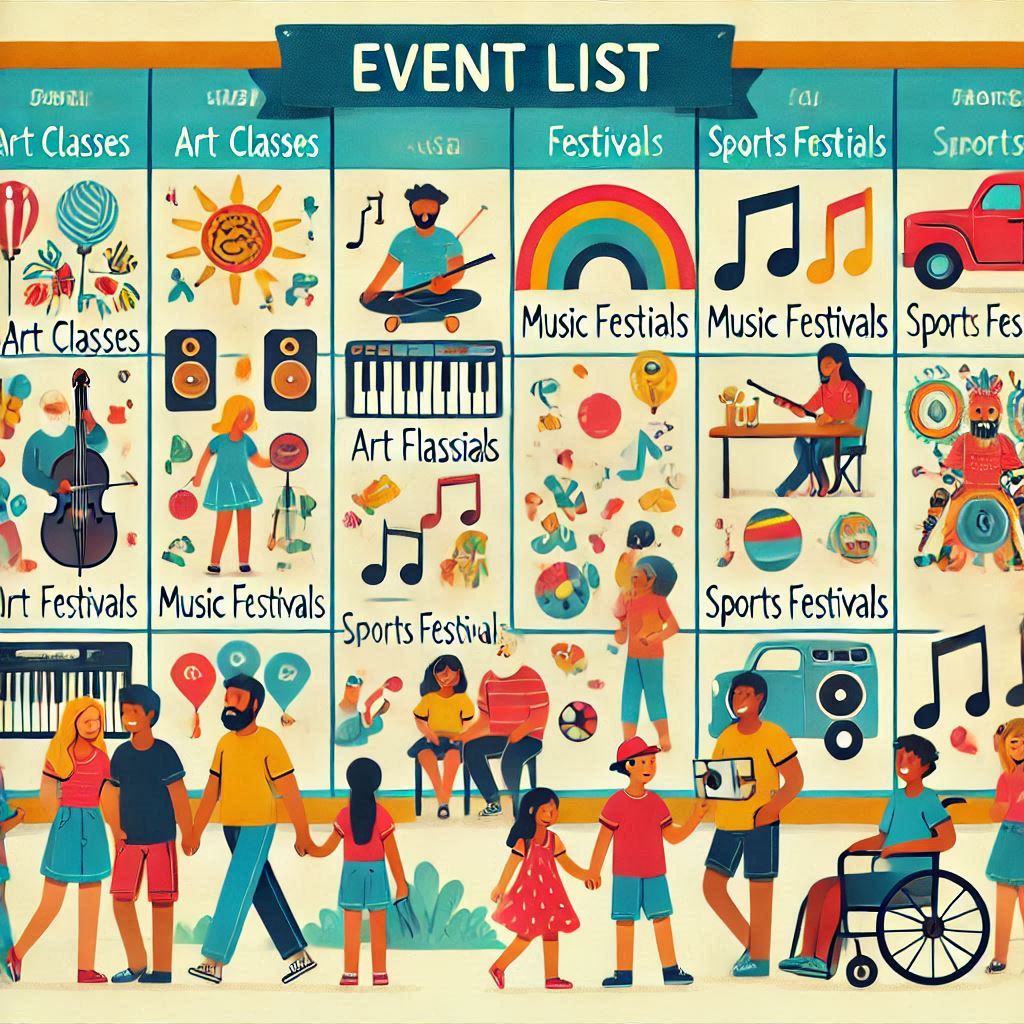 EVENT LIST
Art Classes
Art Classes
Festivals
Sports Festials
Sports
Art Classes
Music Festials
Music Festivals
Sports Fes
Art Flassials
Art Festivals
Music Festivals
Sports Festival
Sports Festivals